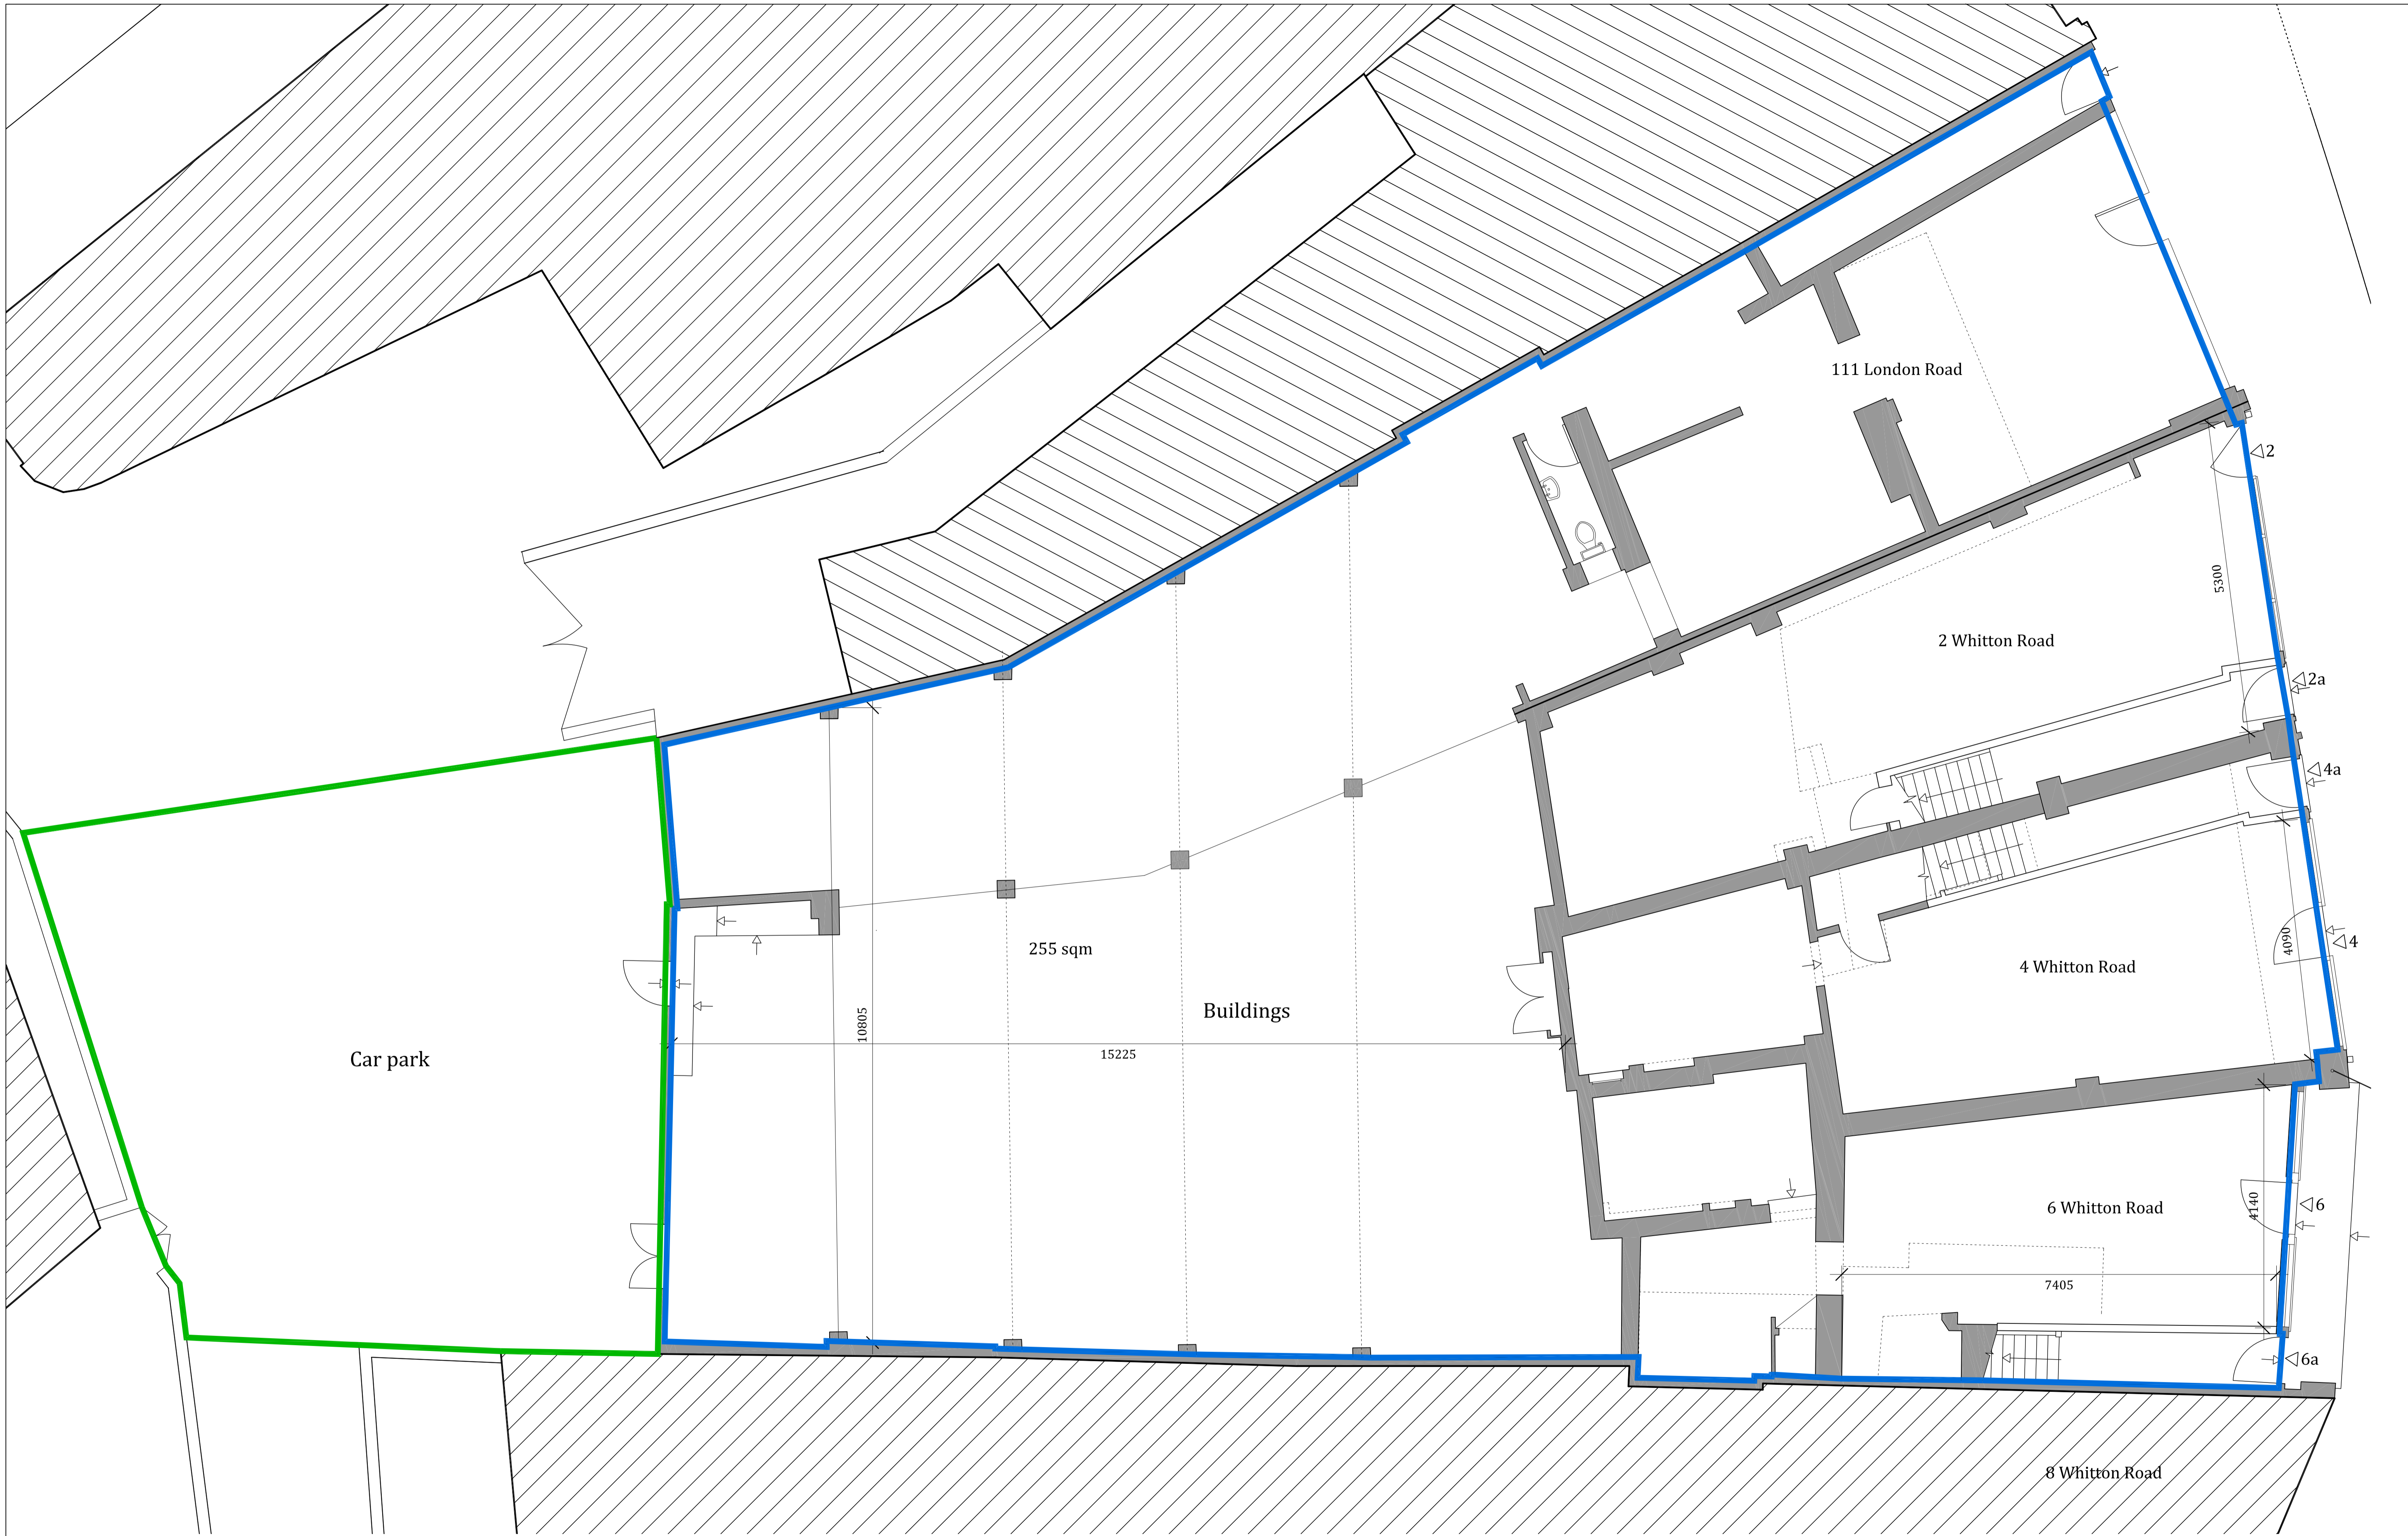 111 London Road
2
5300
2 Whitton Road
2a
4a
255 sqm
4090
4
4 Whitton Road
Buildings
10805
15225
Car park
4140
6
6 Whitton Road
7405
6a
8 Whitton Road